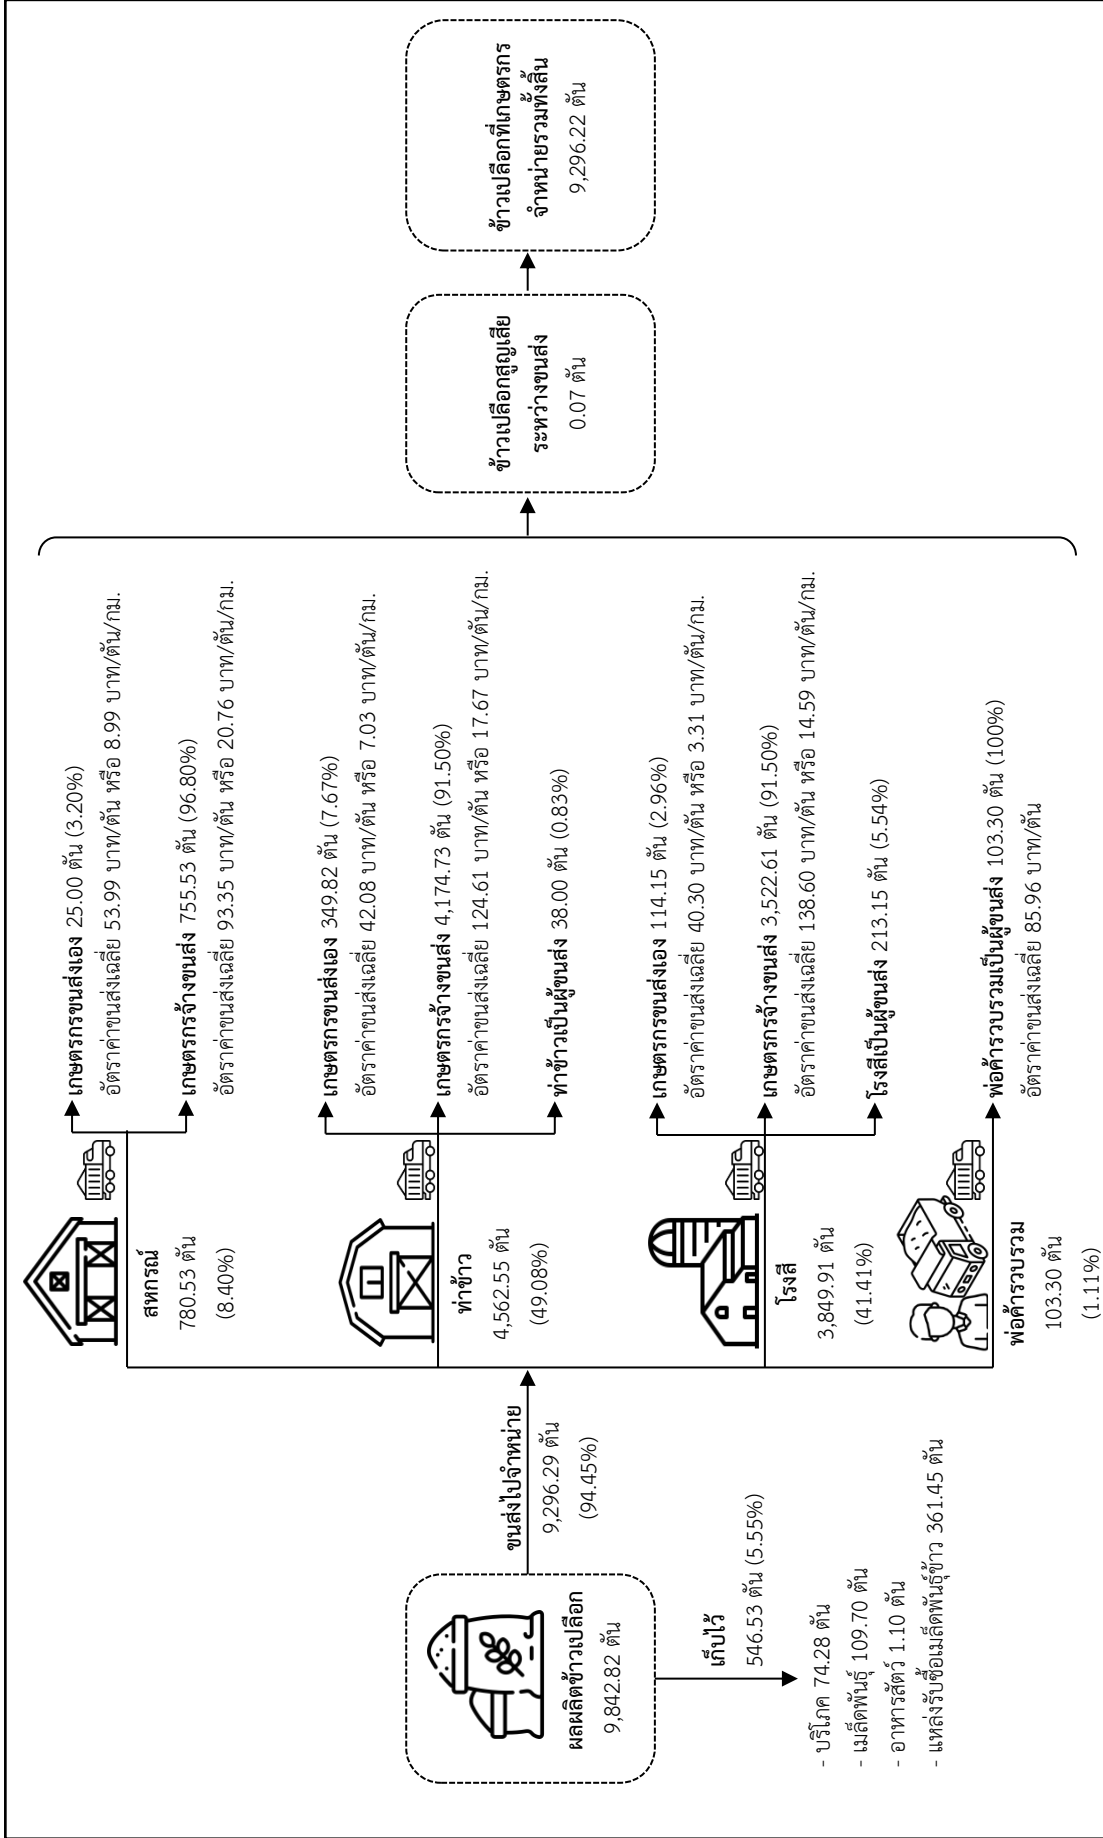 ผลผลิตข้าวเปลือก
9,842.82 ตัน
เก็บไว้
546.53 ตัน (5.55%)
- บริโภค 74.28 ตัน
- เมล็ดพันธุ์ 109.70 ตัน
- อาหารสัตว์ 1.10 ตัน
- แหล่งรับซื้อเมล็ดพันธุ์ข้าว 361.45 ตัน
ขนส่งไปจำหน่าย
9,296.29 ตัน
(94.45%)
สหกรณ์
780.53 ตัน
(8.40%)
เกษตรกรขนส่งเอง 25.00 ตัน (3.20%)
อัตราค่าขนส่งเฉลี่ย 53.99 บาท/ตัน หรือ 8.99 บาท/ตัน/กม.
เกษตรกรจ้างขนส่ง 755.53 ตัน (96.80%)
อัตราค่าขนส่งเฉลี่ย 93.35 บาท/ตัน หรือ 20.76 บาท/ตัน/กม.
ท่าข้าว
4,562.55 ตัน
(49.08%)
เกษตรกรขนส่งเอง 349.82 ตัน (7.67%)
อัตราค่าขนส่งเฉลี่ย 42.08 บาท/ตัน หรือ 7.03 บาท/ตัน/กม.
เกษตรกรจ้างขนส่ง 4,174.73 ตัน (91.50%)
อัตราค่าขนส่งเฉลี่ย 124.61 บาท/ตัน หรือ 17.67 บาท/ตัน/กม.
ท่าข้าวเป็นผู้ขนส่ง 38.00 ตัน (0.83%)
โรงสี
3,849.91 ตัน
(41.41%)
เกษตรกรขนส่งเอง 114.15 ตัน (2.96%)
อัตราค่าขนส่งเฉลี่ย 40.30 บาท/ตัน หรือ 3.31 บาท/ตัน/กม.
เกษตรกรจ้างขนส่ง 3,522.61 ตัน (91.50%)
อัตราค่าขนส่งเฉลี่ย 138.60 บาท/ตัน หรือ 14.59 บาท/ตัน/กม.
โรงสีเป็นผู้ขนส่ง 213.15 ตัน (5.54%)
พ่อค้ารวบรวม
103.30 ตัน
(1.11%)
พ่อค้ารวบรวมเป็นผู้ขนส่ง 103.30 ตัน (100%)
อัตราค่าขนส่งเฉลี่ย 85.96 บาท/ตัน
ข้าวเปลือกสูญเสีย
ระหว่างขนส่ง
0.07 ตัน
ข้าวเปลือกที่เกษตรกร
จำหน่ายรวมทั้งสิ้น
9,296.22 ตัน